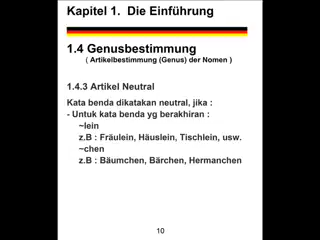 Kapitel 1.  Die Einführung
1.4 Genusbestimmung
( Artikelbestimmung (Genus) der Nomen )
1.4.3 Artikel Neutral
Kata benda dikatakan neutral, jika :
- Untuk kata benda yg berakhiran :
~lein
z.B : Fräulein, Häuslein, Tischlein, usw.
~chen
z.B : Bäumchen, Bärchen, Hermanchen
10